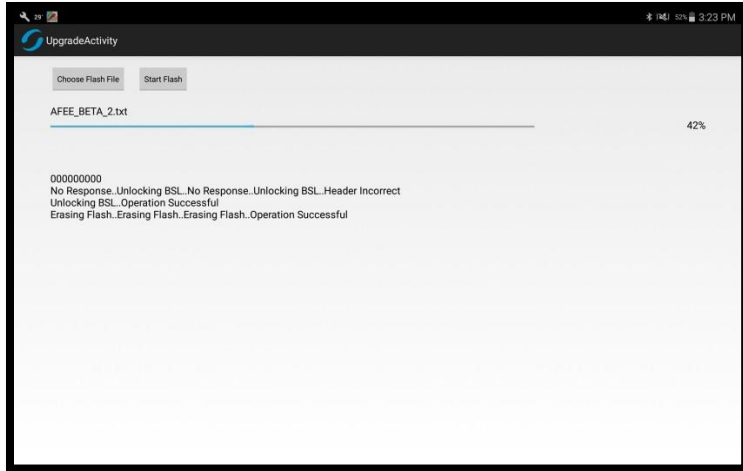 29° 52% 3:23 PM
UpgradeActivity
Choose Flash File Start Flash
AFEE_BETA_2.txt
42%
000000000
No Response..Unlocking BSL..No Response..Unlocking BSL..Header Incorrect
Unlocking BSL..Operation Successful
Erasing Flash..Erasing Flash..Erasing Flash..Operation Successful